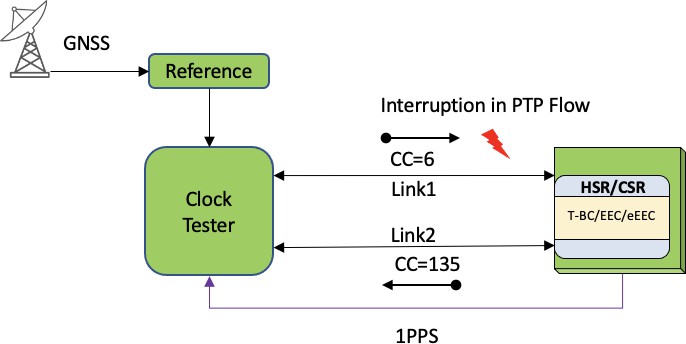 GNSS
Reference
Interruption in PTP Flow
CC=6
Link1
Clock
Tester
HSR/CSR
T-BC/EEC/eEEC
Link2
CC=135
1PPS